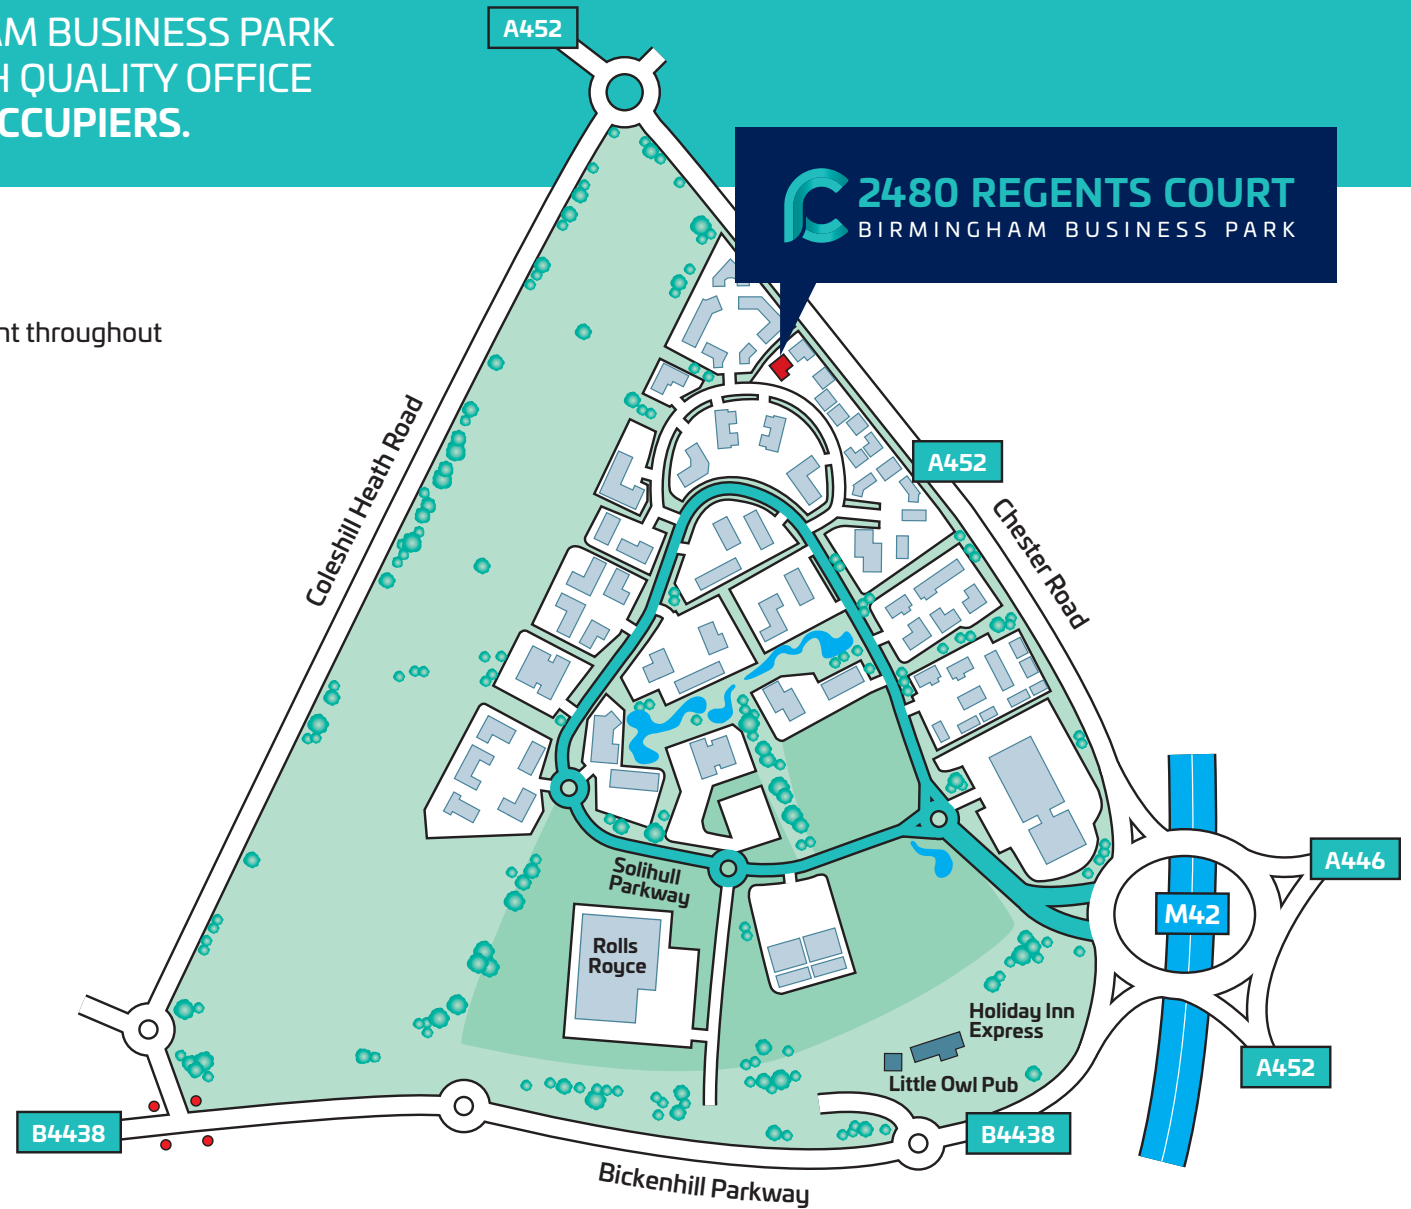 AM BUSINESS PARK
H QUALITY OFFICE
CCUPIERS.
nt throughout
A452
2480 REGENTS COURT
BIRMINGHAM BUSINESS PARK
Coleshill Heath Road
A452
Chester Road
A446
M42
Solihull
Parkway
Rolls
Royce
Holiday Inn
Express
Little Owl Pub
A452
B4438
B4438
Bickenhill Parkway